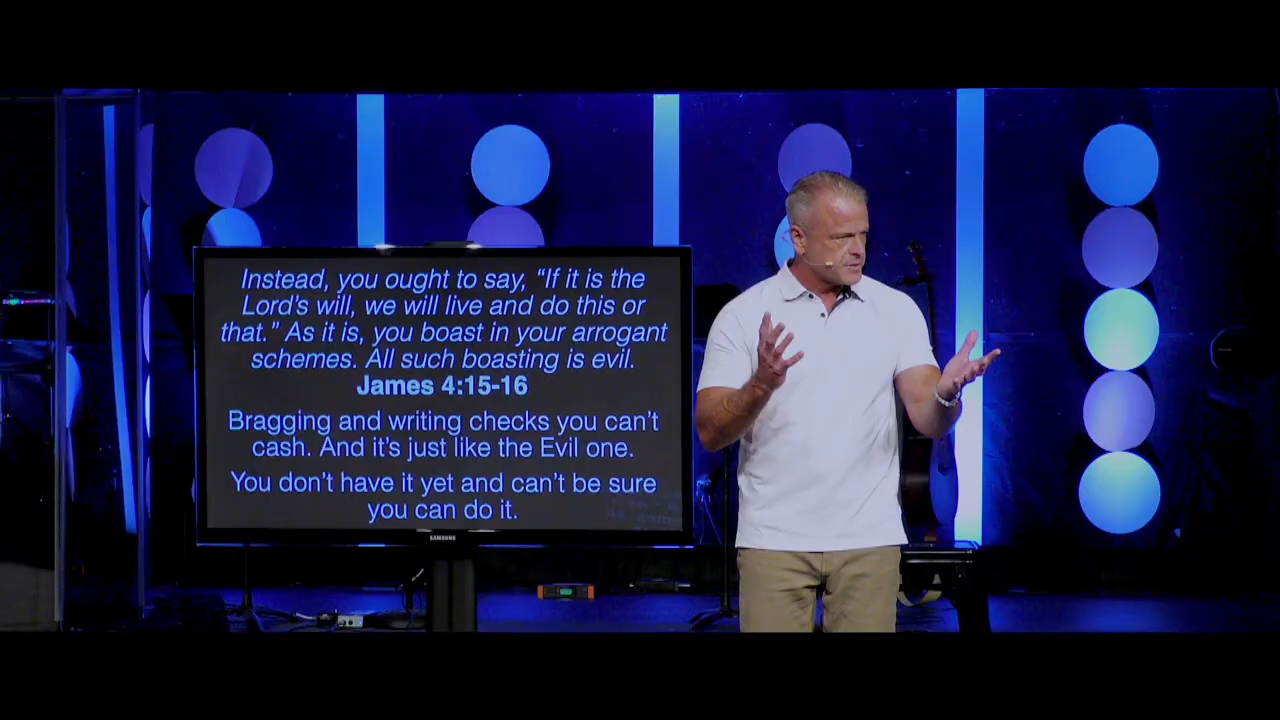 Instead, you ought to say, “If it is the
Lord’s will, we will live and do this or
that.” As it is, you boast in your arrogant
schemes. All such boasting is evil.
James 4:15-16
Bragging and writing checks you can’t
cash. And it’s just like the Evil one.
You don’t have it yet and can’t be sure
you can do it.
SAMSUNG